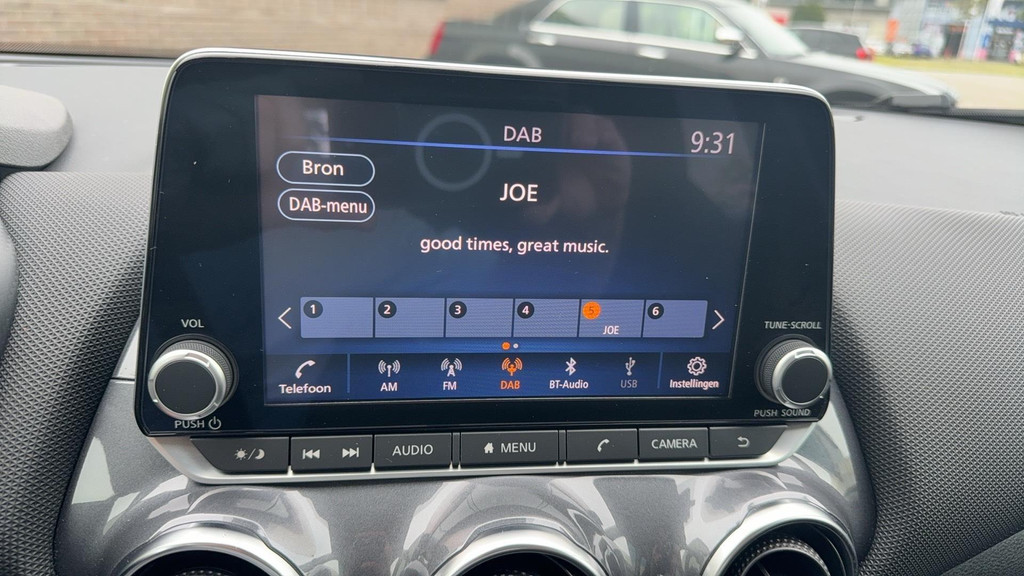 DAB
9:31
Bron
DAB-menu
JOE
good times, great music.
1 2 3 4 5 6
JOE
Telefoon AM FM DAB BT-Audio USB Instellingen
VOL
PUSH
TUNE·SCROLL
PUSH SOUND
AUDIO MENU CAMERA